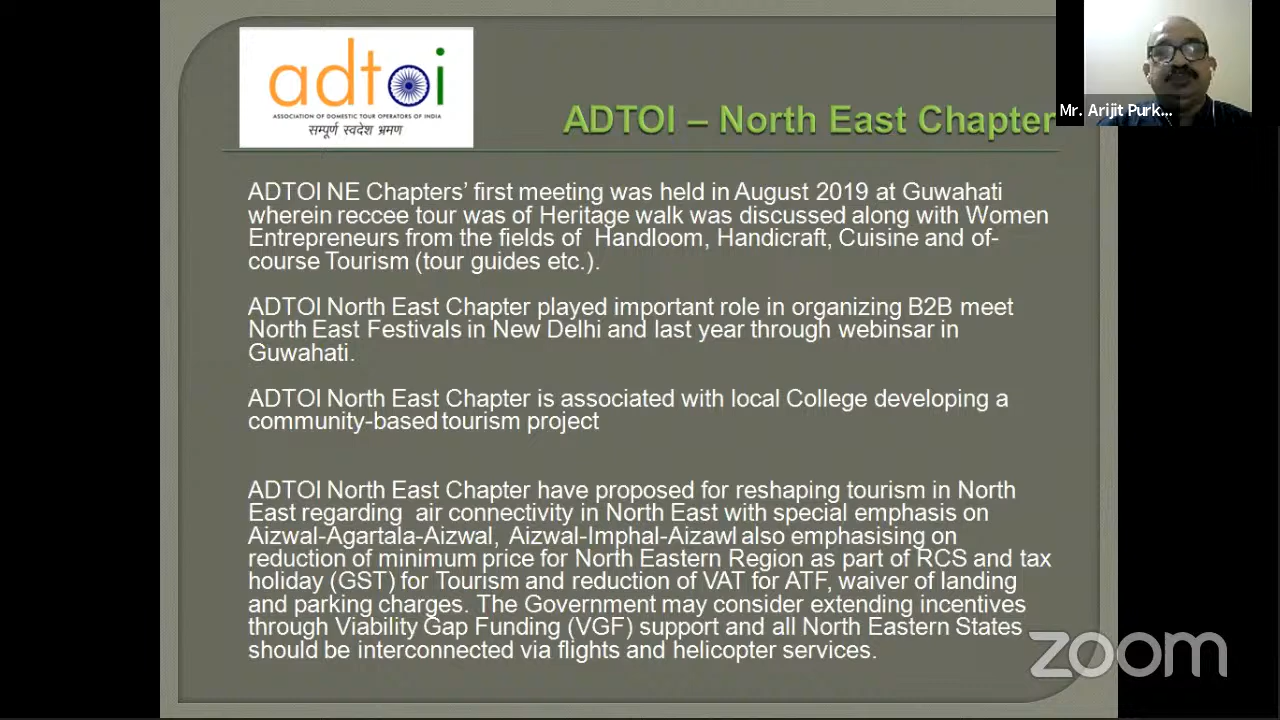 adtoi
ASSOCIATION OF DOMESTIC TOUR OPERATORS OF INDIA
सम्पूर्ण स्वदेश भ्रमण
ADTOI – North East Chapter
Mr. Arijit Purk...
ADTOI NE Chapters’ first meeting was held in August 2019 at Guwahati
wherein reccee tour was of Heritage walk was discussed along with Women
Entrepreneurs from the fields of Handloom, Handicraft, Cuisine and of-
course Tourism (tour guides etc.).
ADTOI North East Chapter played important role in organizing B2B meet
North East Festivals in New Delhi and last year through webinsar in
Guwahati.
ADTOI North East Chapter is associated with local College developing a
community-based tourism project
ADTOI North East Chapter have proposed for reshaping tourism in North
East regarding air connectivity in North East with special emphasis on
Aizwal-Agartala-Aizwal, Aizwal-Imphal-Aizawl also emphasising on
reduction of minimum price for North Eastern Region as part of RCS and tax
holiday (GST) for Tourism and reduction of VAT for ATF, waiver of landing
and parking charges. The Government may consider extending incentives
through Viability Gap Funding (VGF) support and all North Eastern States
should be interconnected via flights and helicopter services.
zoom